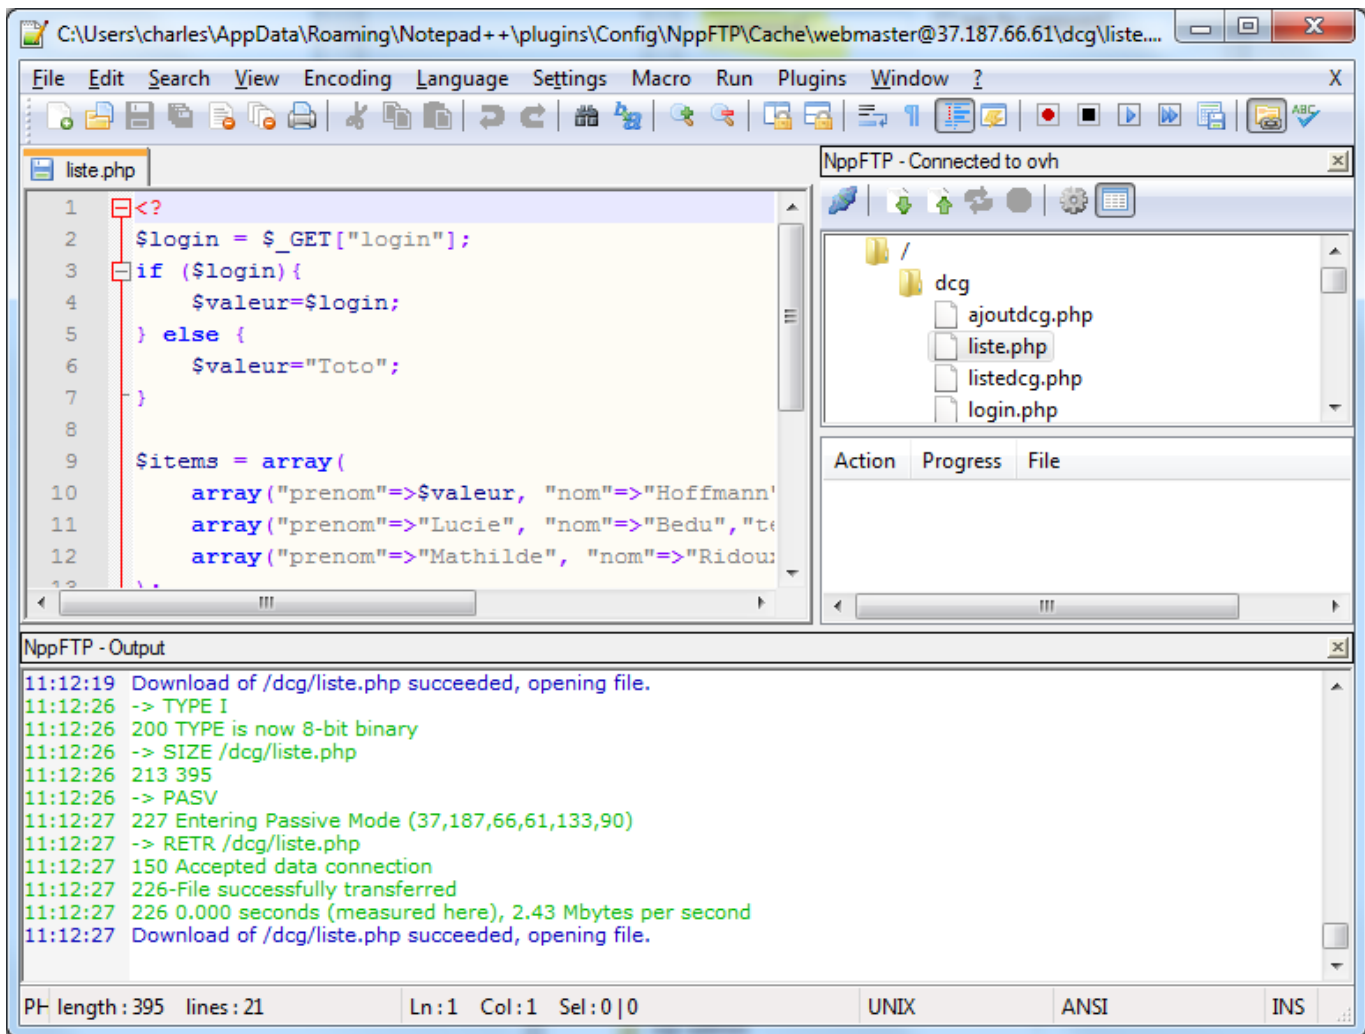 C:\Users\charles\AppData\Roaming\Notepad++\plugins\Config\NppFTP\Cache\webmaster@37.187.66.61\dcg\liste....
File Edit Search View Encoding Language Settings Macro Run Plugins Window ? X
liste.php
1 <?
2 $login = $_GET["login"];
3 if ($login){
4 $valeur=$login;
5 } else {
6 $valeur="Toto";
7 }
8
9 $items = array(
10 array("prenom"=>$valeur, "nom"=>"Hoffmann"
11 array("prenom"=>"Lucie", "nom"=>"Bedu","te
12 array("prenom"=>"Mathilde", "nom"=>"Ridoux
13 );
NppFTP - Connected to ovh
/
dcg
ajoutdcg.php
liste.php
listedcg.php
login.php
Action Progress File
NppFTP - Output
11:12:19 Download of /dcg/liste.php succeeded, opening file.
11:12:26 -> TYPE I
11:12:26 200 TYPE is now 8-bit binary
11:12:26 -> SIZE /dcg/liste.php
11:12:26 213 395
11:12:26 -> PASV
11:12:27 227 Entering Passive Mode (37,187,66,61,133,90)
11:12:27 -> RETR /dcg/liste.php
11:12:27 150 Accepted data connection
11:12:27 226-File successfully transferred
11:12:27 226 0.000 seconds (measured here), 2.43 Mbytes per second
11:12:27 Download of /dcg/liste.php succeeded, opening file.
PH length : 395 lines : 21 Ln : 1 Col : 1 Sel : 0 | 0 UNIX ANSI INS